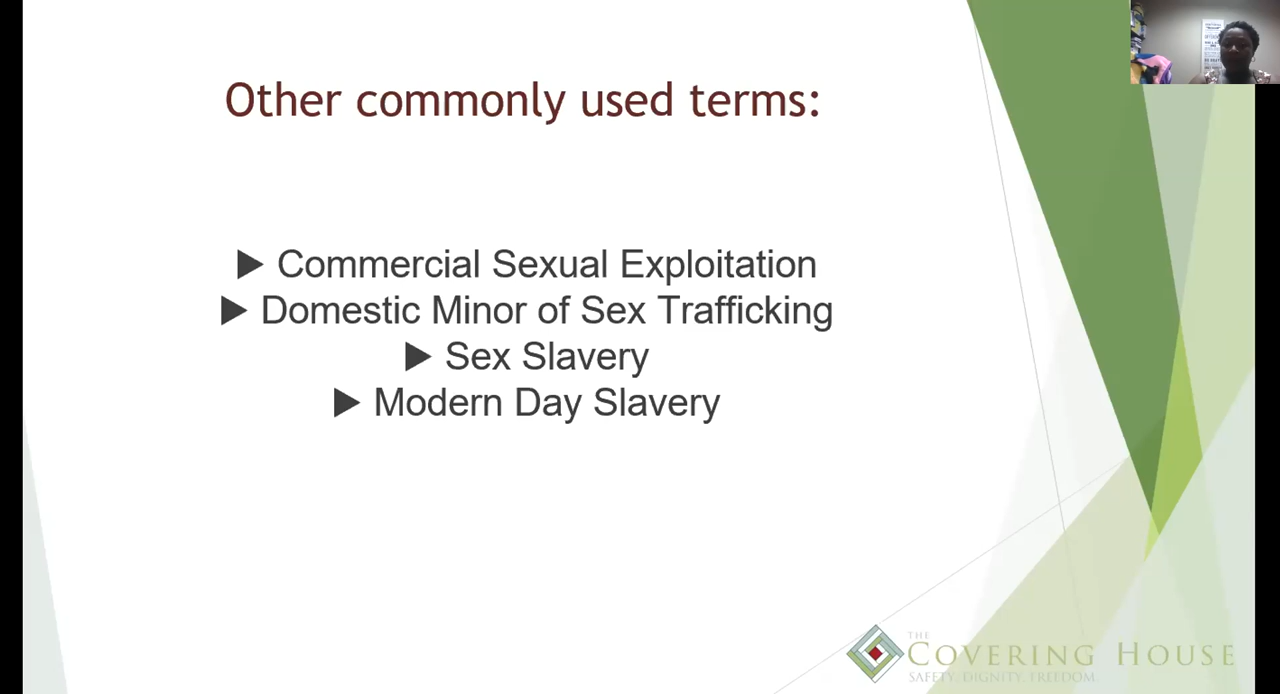 Other commonly used terms:
Commercial Sexual Exploitation
Domestic Minor of Sex Trafficking
Sex Slavery
Modern Day Slavery
THE
COVERING HOUSE
SAFETY. DIGNITY. FREEDOM.